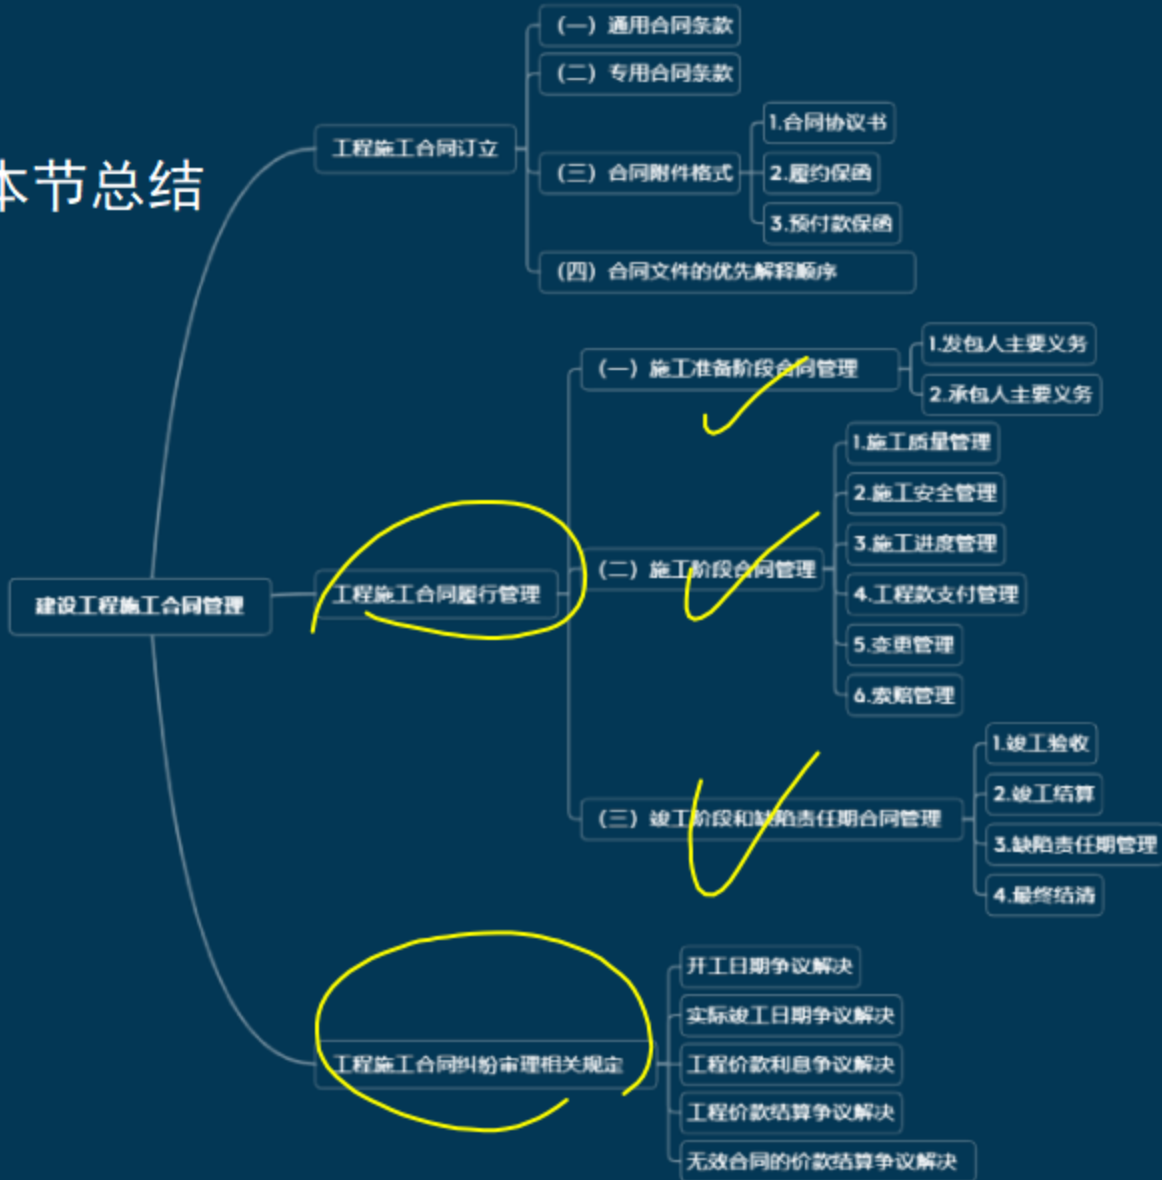 本节总结
建设工程施工合同管理
工程施工合同订立
（一）通用合同条款
（二）专用合同条款
（三）合同附件格式
1.合同协议书
2.履约保函
3.预付款保函
（四）合同文件的优先解释顺序
工程施工合同履行管理
（一）施工准备阶段合同管理
1.发包人主要义务
2.承包人主要义务
（二）施工阶段合同管理
1.施工质量管理
2.施工安全管理
3.施工进度管理
4.工程款支付管理
5.变更管理
6.索赔管理
（三）竣工阶段和缺陷责任期合同管理
1.竣工验收
2.竣工结算
3.缺陷责任期管理
4.最终结清
工程施工合同纠纷审理相关规定
开工日期争议解决
实际竣工日期争议解决
工程价款利息争议解决
工程价款结算争议解决
无效合同的价款结算争议解决